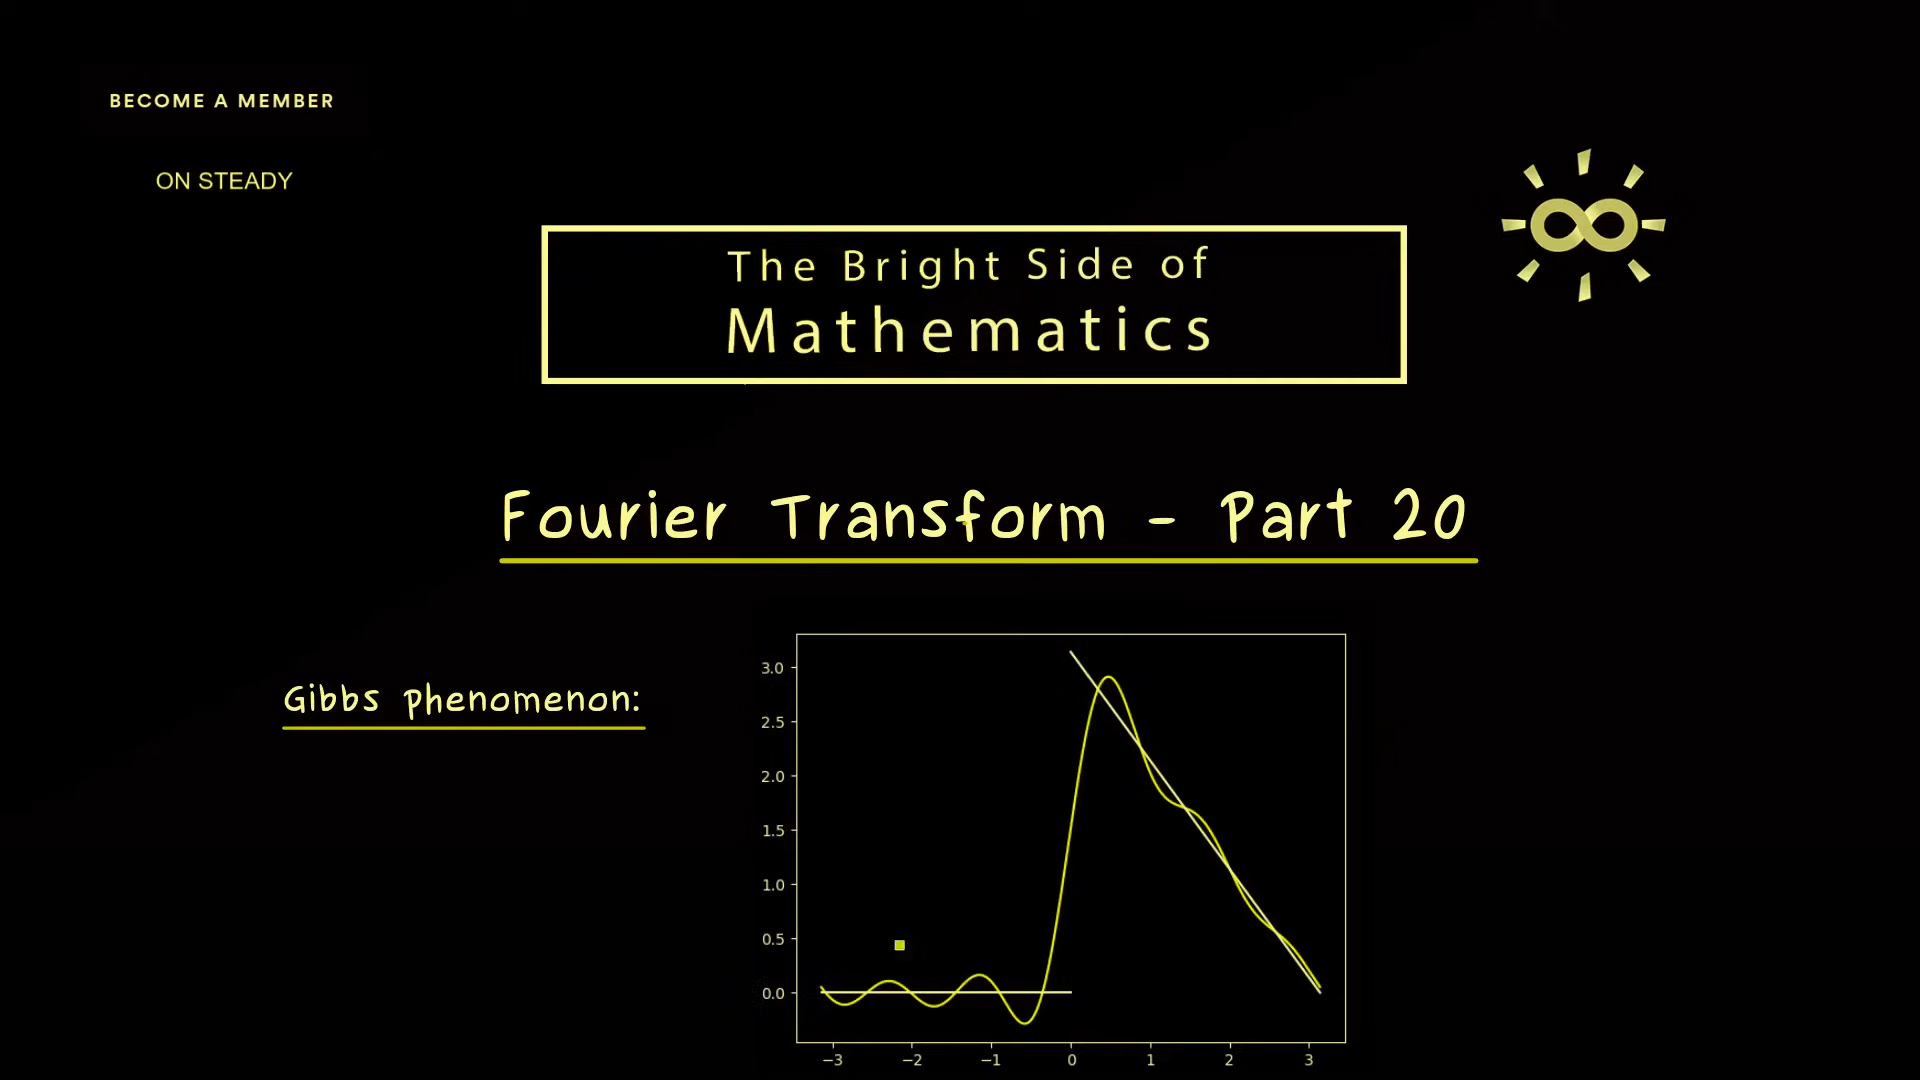 BECOME A MEMBER
ON STEADY
The Bright Side of
Mathematics
Fourier Transform - Part 20
Gibbs phenomenon:
3.0
2.5
2.0
1.5
1.0
0.5
0.0
−3 −2 −1 0 1 2 3